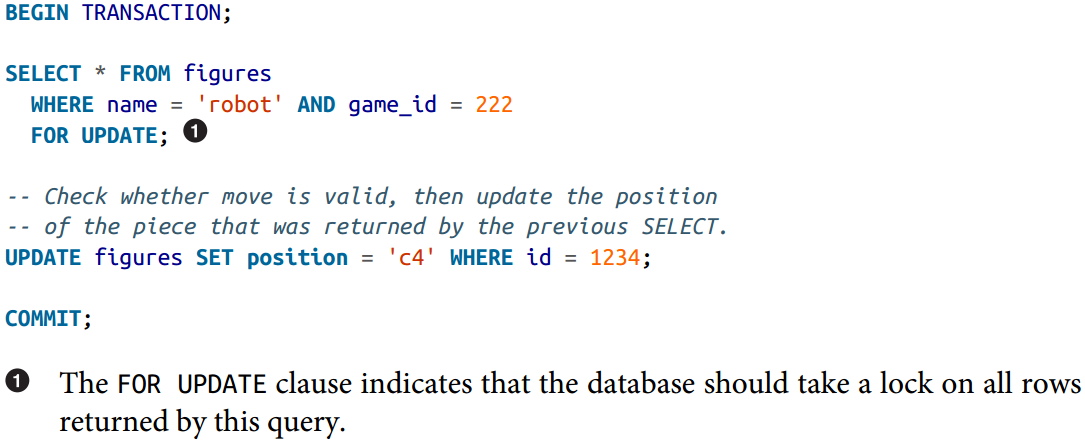 BEGIN TRANSACTION;
SELECT * FROM figures
WHERE name = 'robot' AND game_id = 222
FOR UPDATE; ❶
-- Check whether move is valid, then update the position
-- of the piece that was returned by the previous SELECT.
UPDATE figures SET position = 'c4' WHERE id = 1234;
COMMIT;
❶ The FOR UPDATE clause indicates that the database should take a lock on all rows
returned by this query.